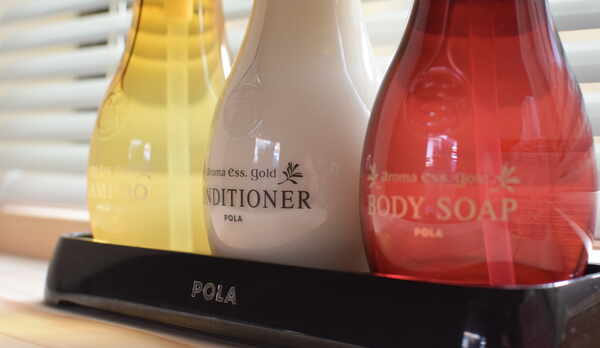 aroma ess. gold
NDITIONER
POLA
aroma ess. gold
BODY SOAP
POLA
POLA